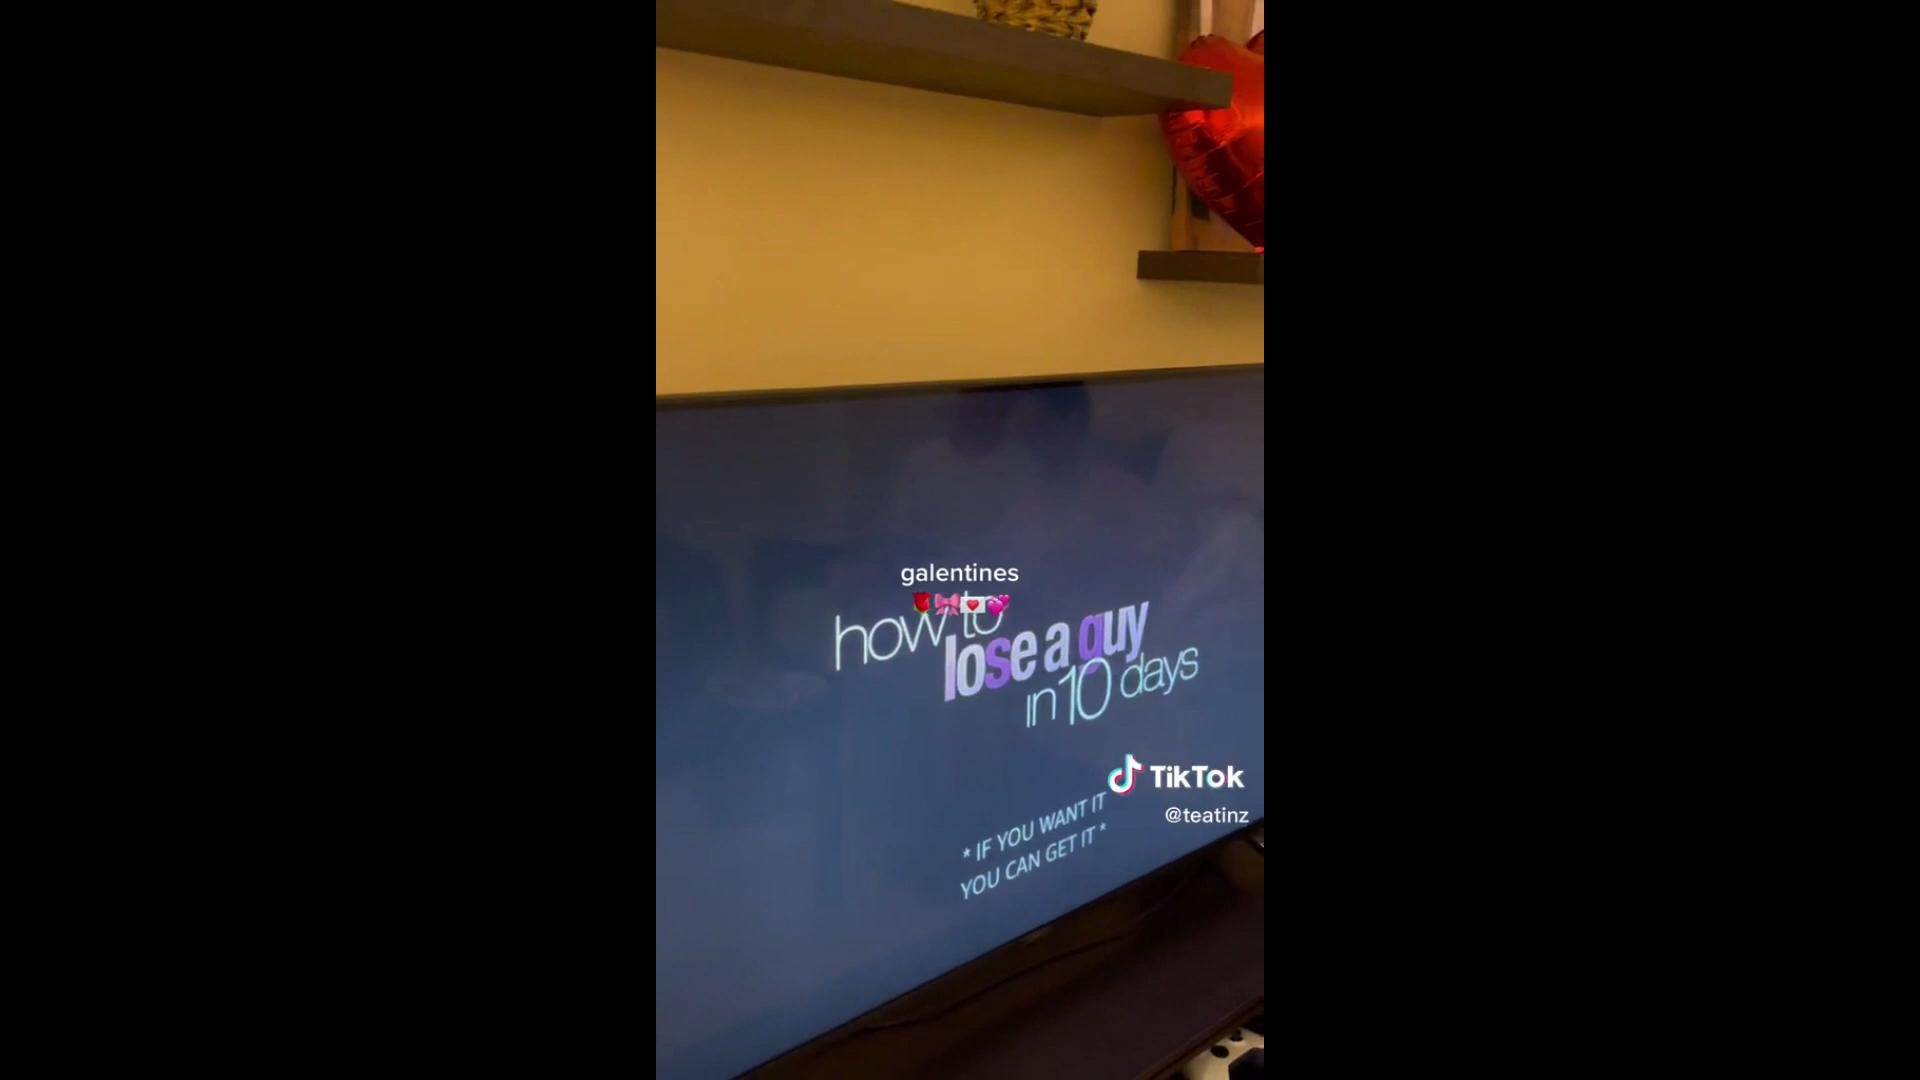 galentines
🌹🎀💌💕
how to
lose a guy
in 10 days
TikTok
@teatinz
* IF YOU WANT IT
YOU CAN GET IT *